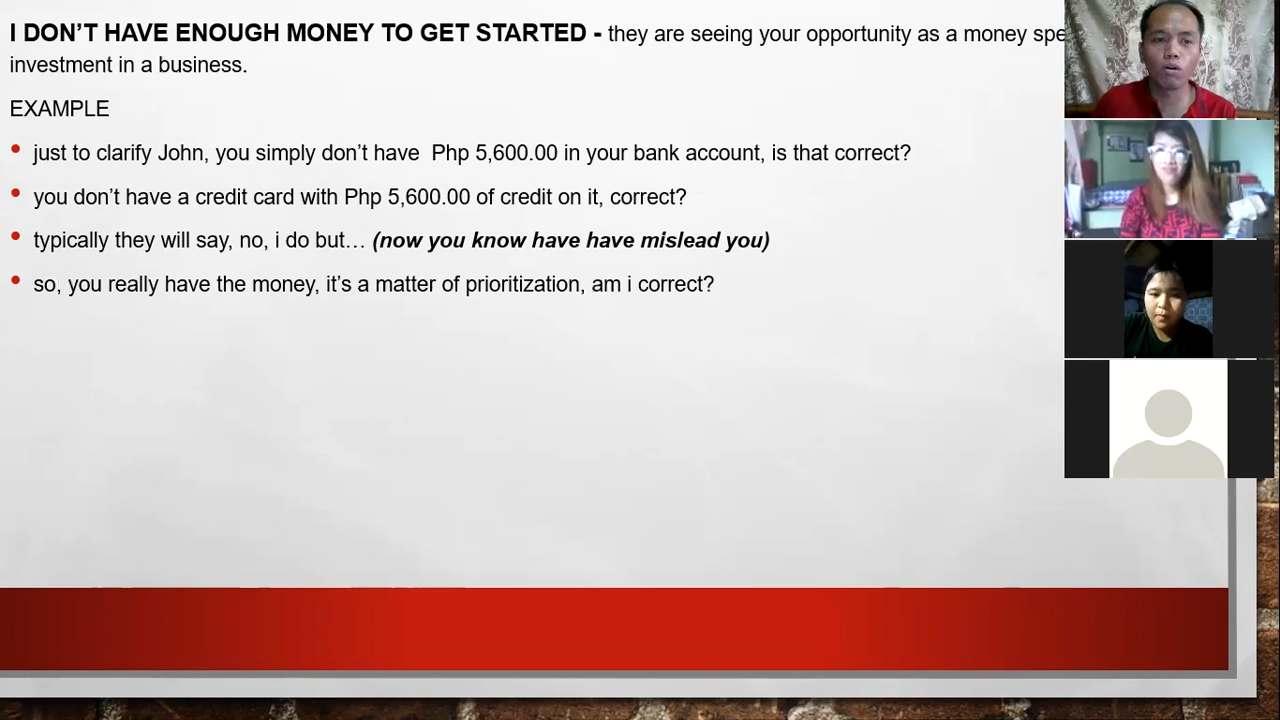 I DON’T HAVE ENOUGH MONEY TO GET STARTED - they are seeing your opportunity as a money
investment in a business.
EXAMPLE
just to clarify John, you simply don’t have Php 5,600.00 in your bank account, is that correct?
you don’t have a credit card with Php 5,600.00 of credit on it, correct?
typically they will say, no, i do but… (now you know have have mislead you)
so, you really have the money, it’s a matter of prioritization, am i correct?